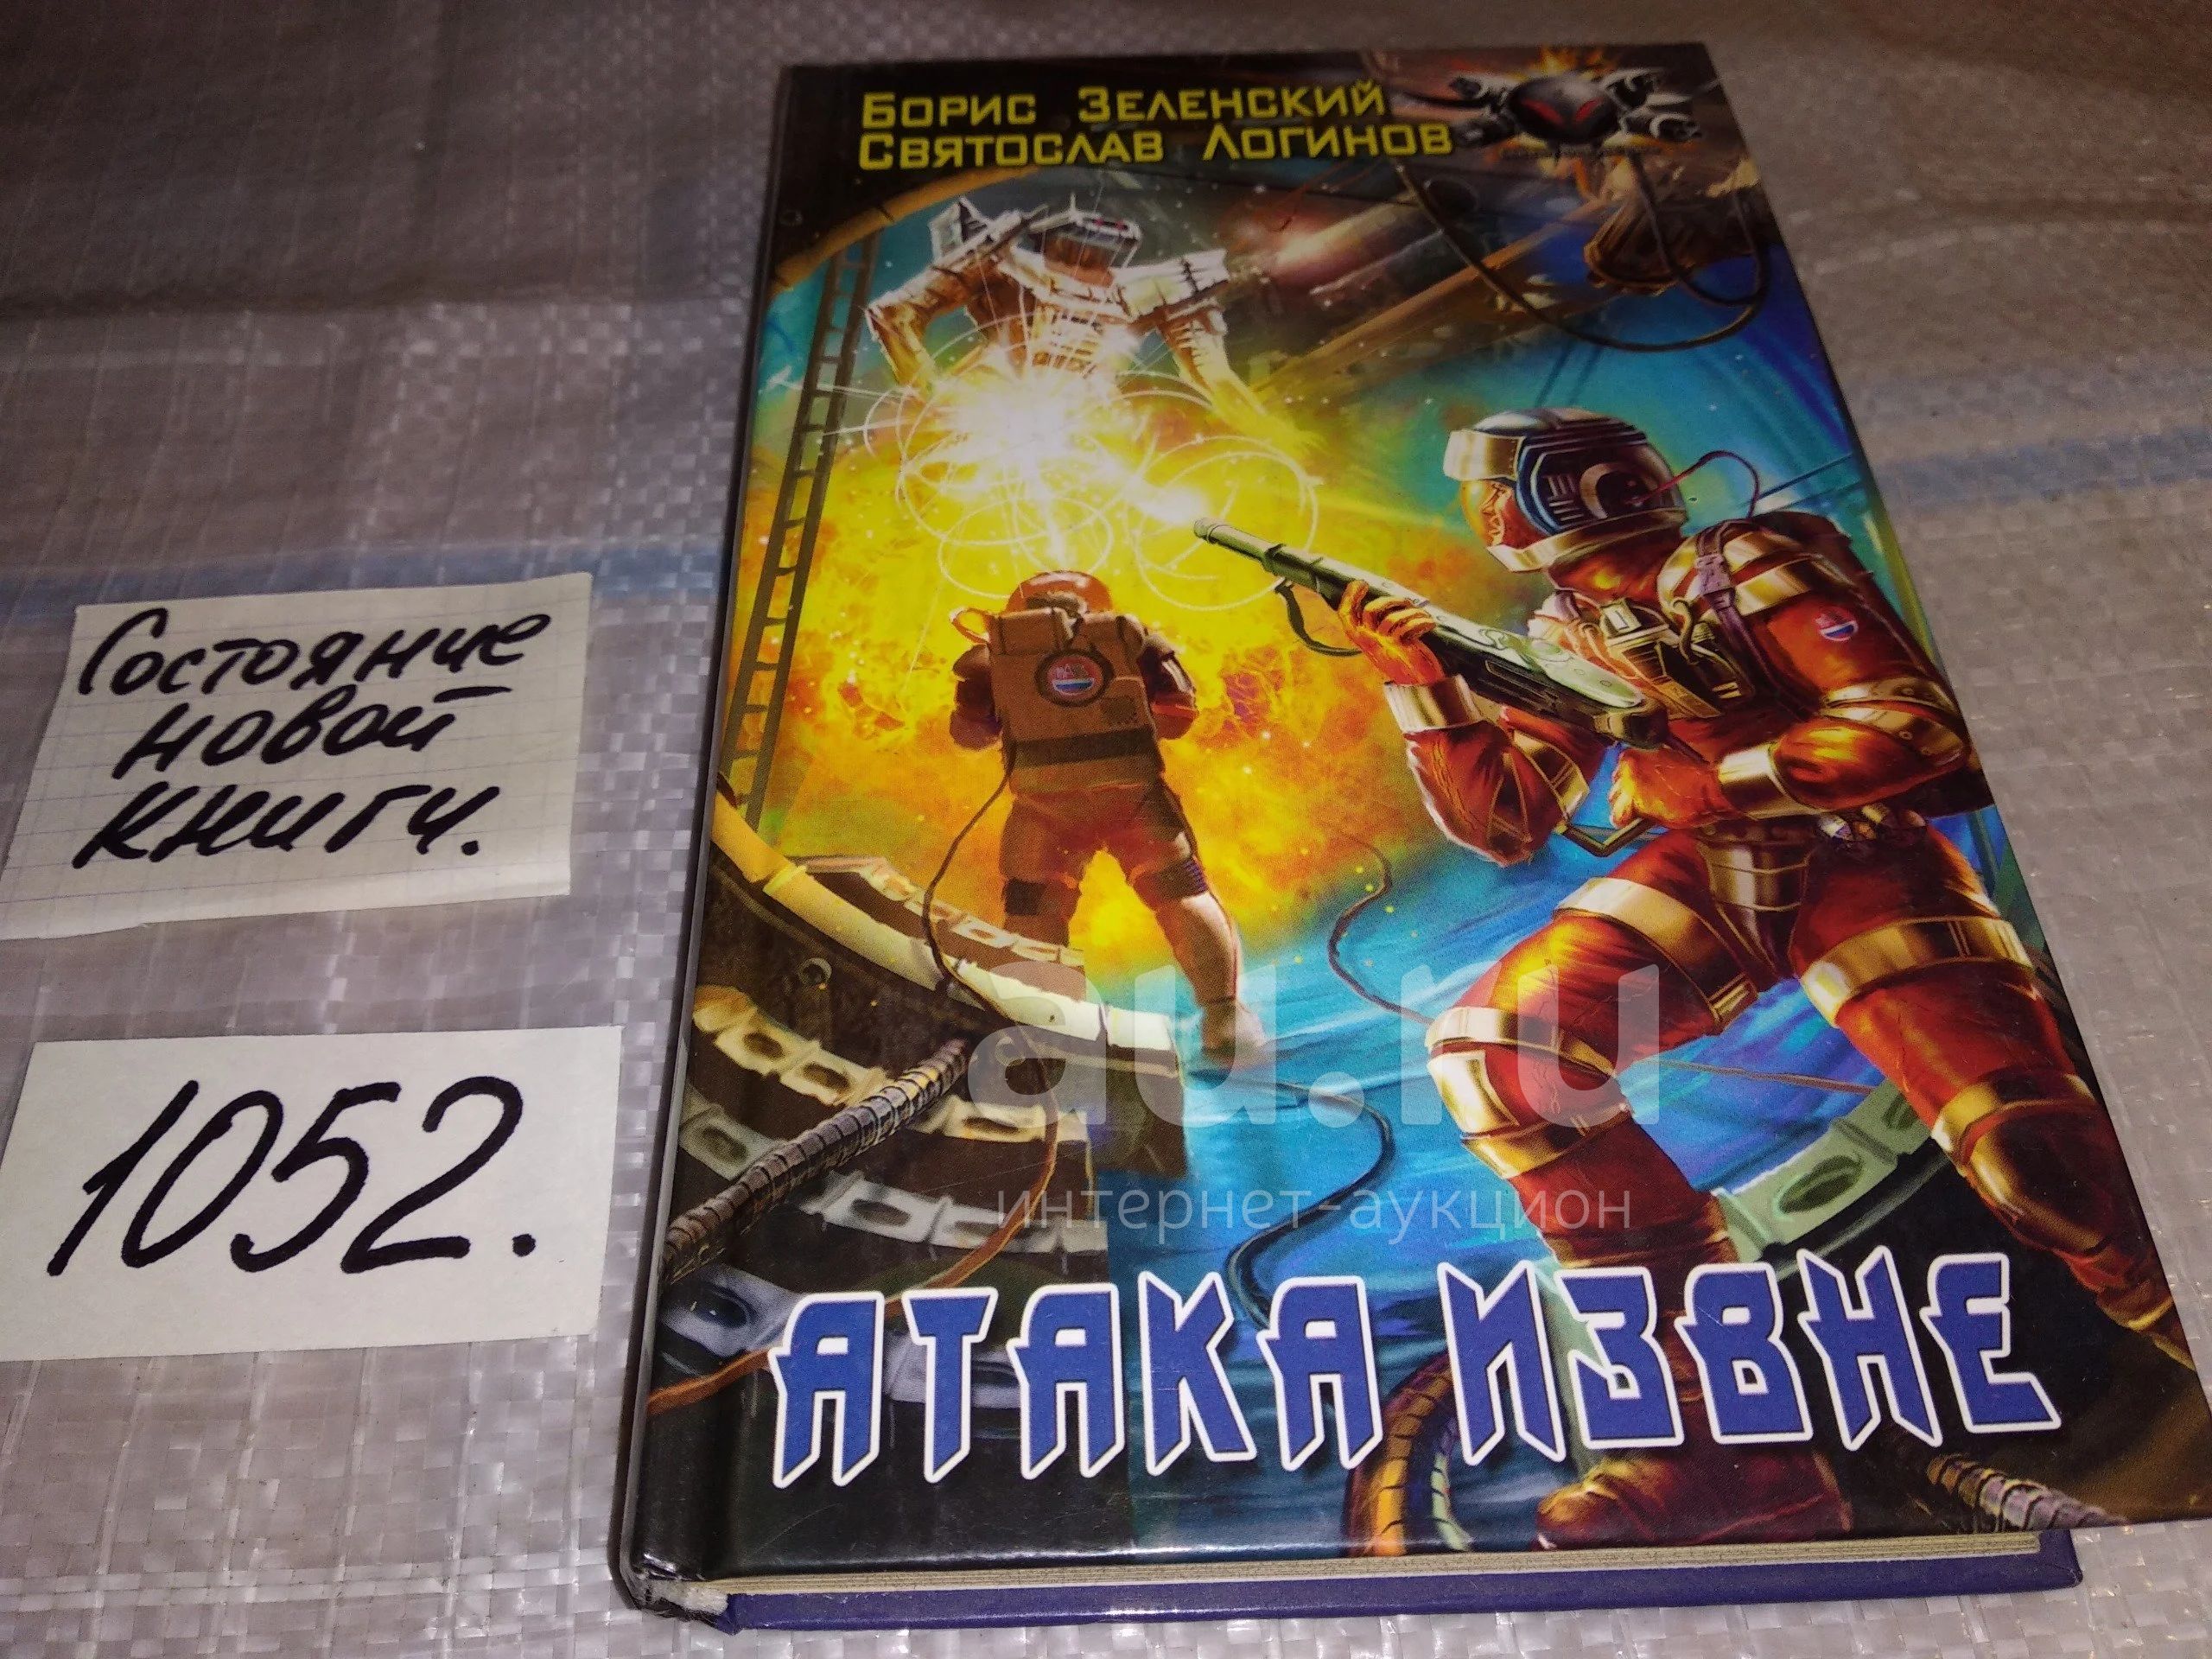 Борис Зеленский
Святослав Логинов
Состояние
новой
книги.
1052.
au.ru
интернет-аукцион
АТАКА ИЗВНЕ